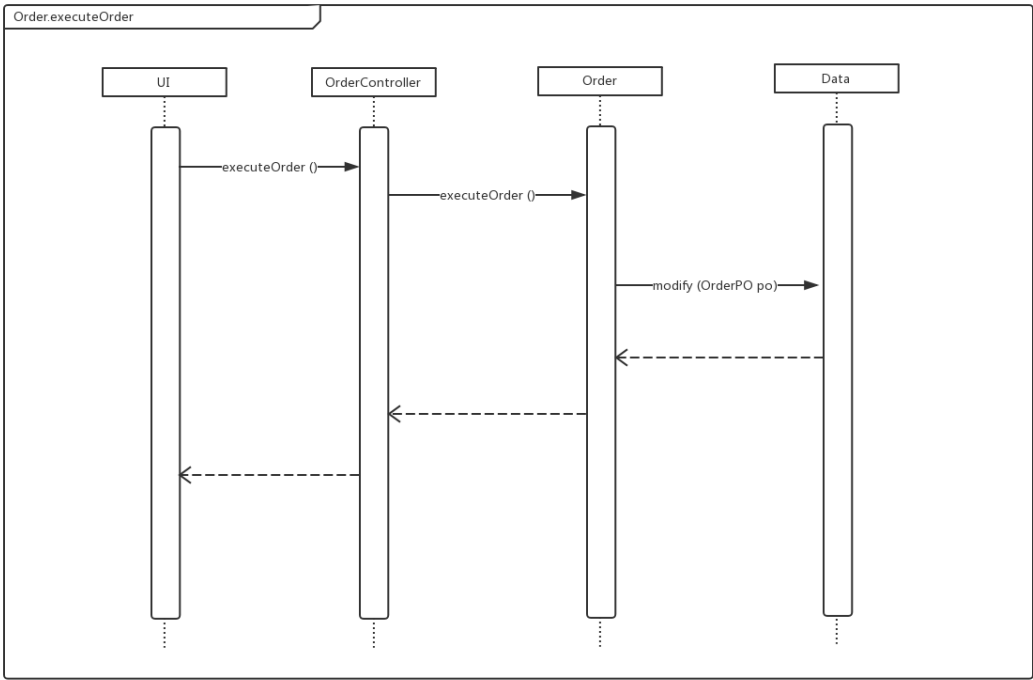 Order.executeOrder
UI
OrderController
Order
Data
executeOrder ()
executeOrder ()
modify (OrderPO po)